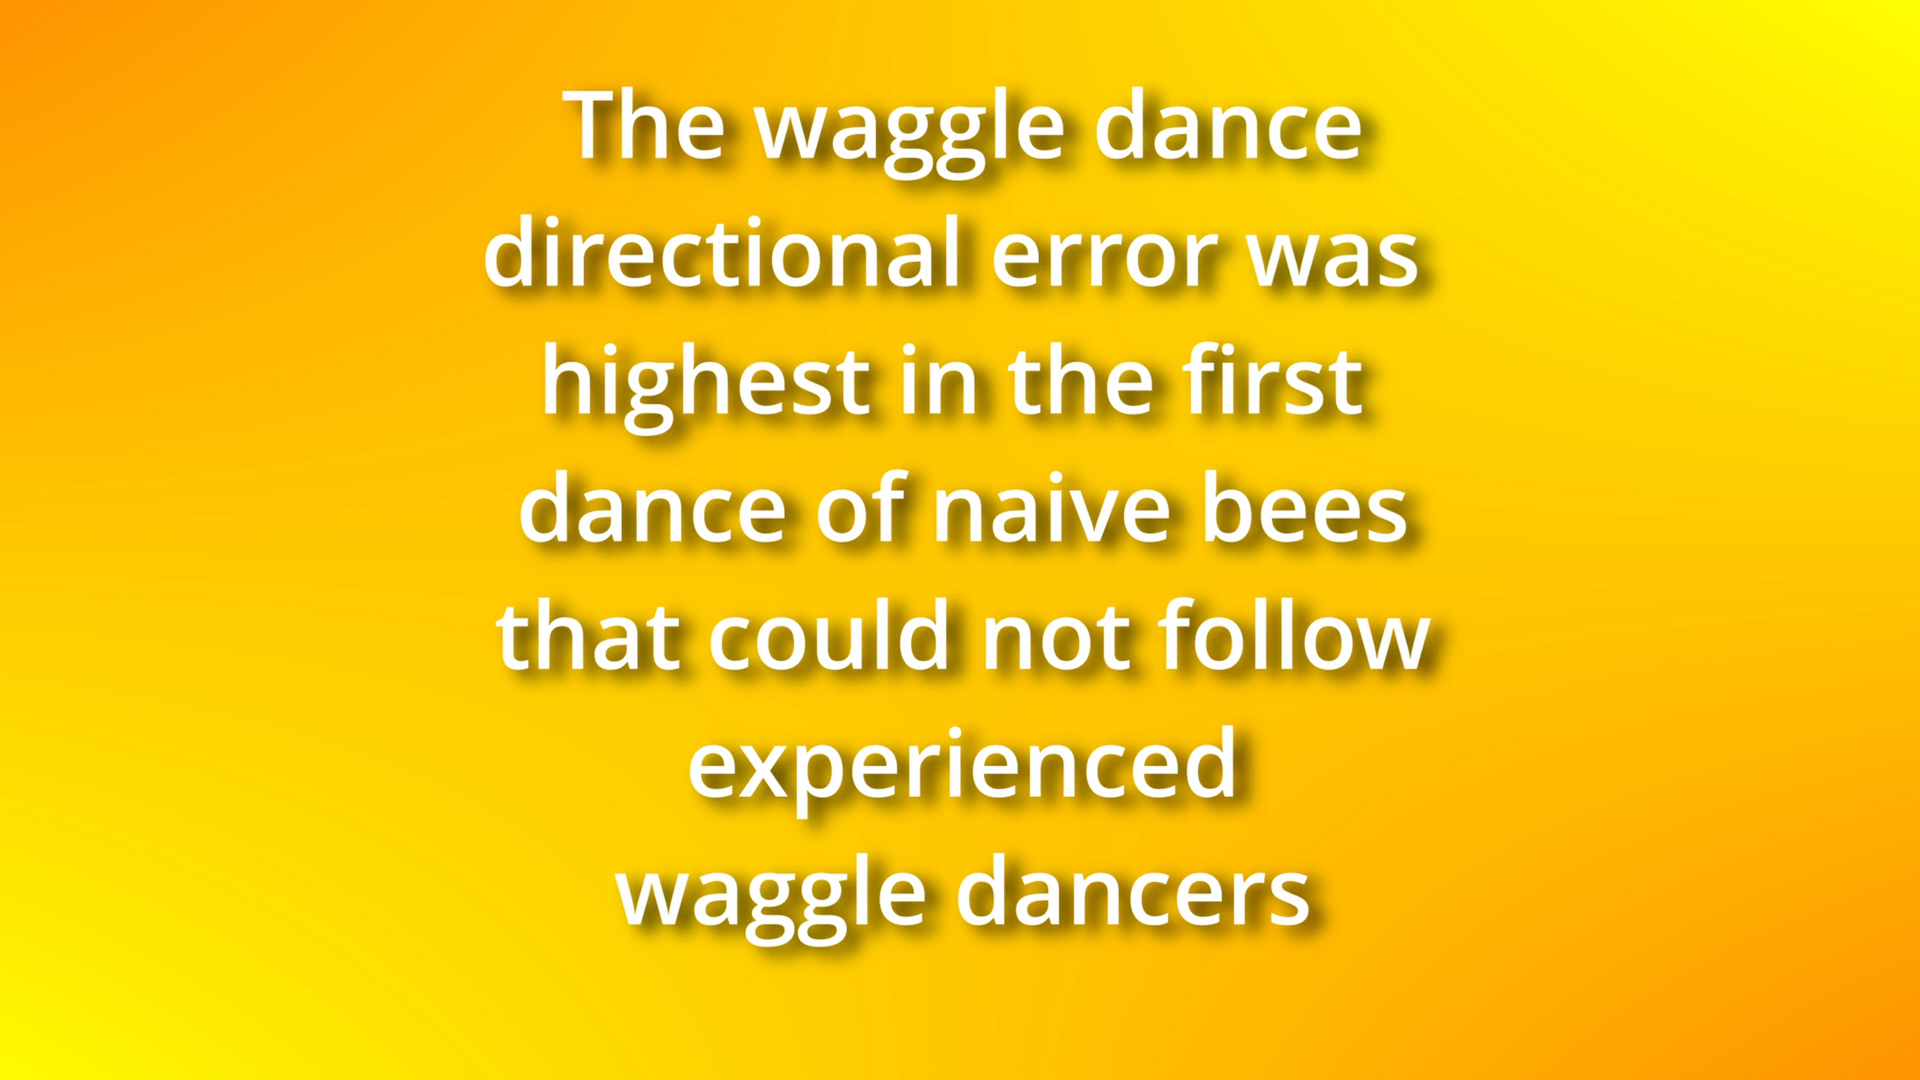 The waggle dance
directional error was
highest in the first
dance of naive bees
that could not follow
experienced
waggle dancers